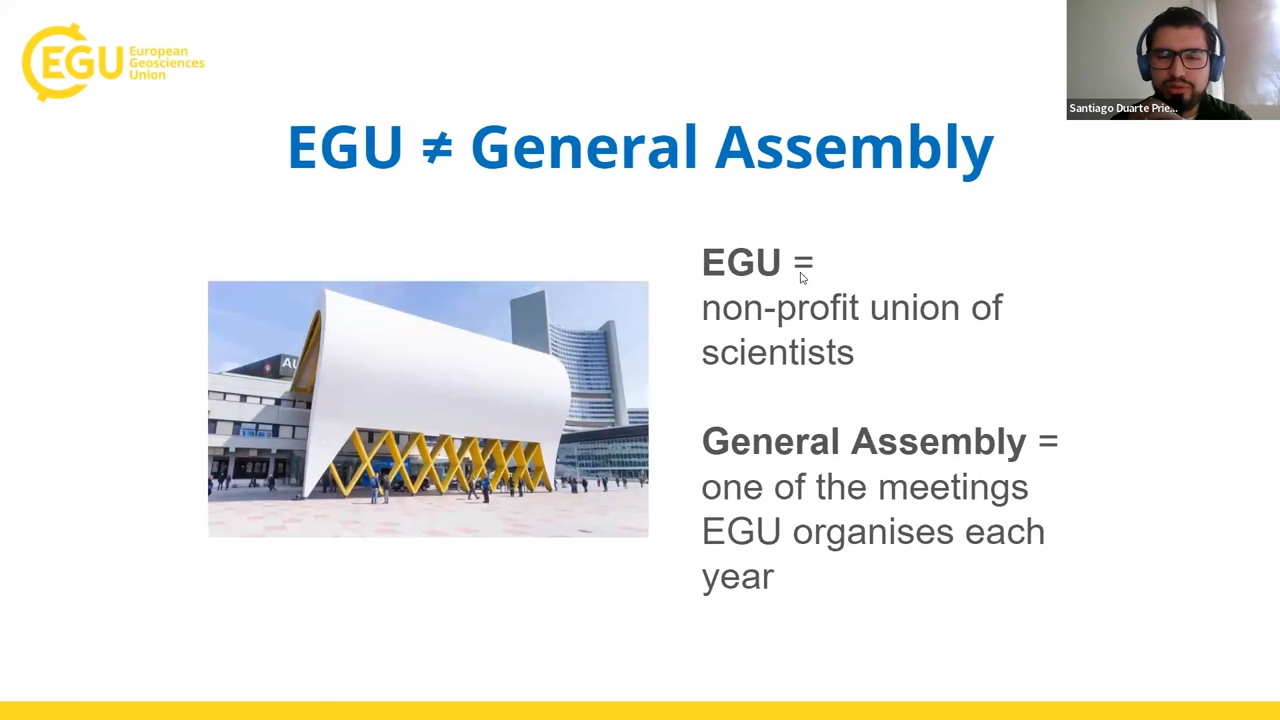 EGU
European
Geosciences
Union
Santiago Duarte Prie...
EGU ≠ General Assembly
EGU =
non-profit union of
scientists
General Assembly =
one of the meetings
EGU organises each
year